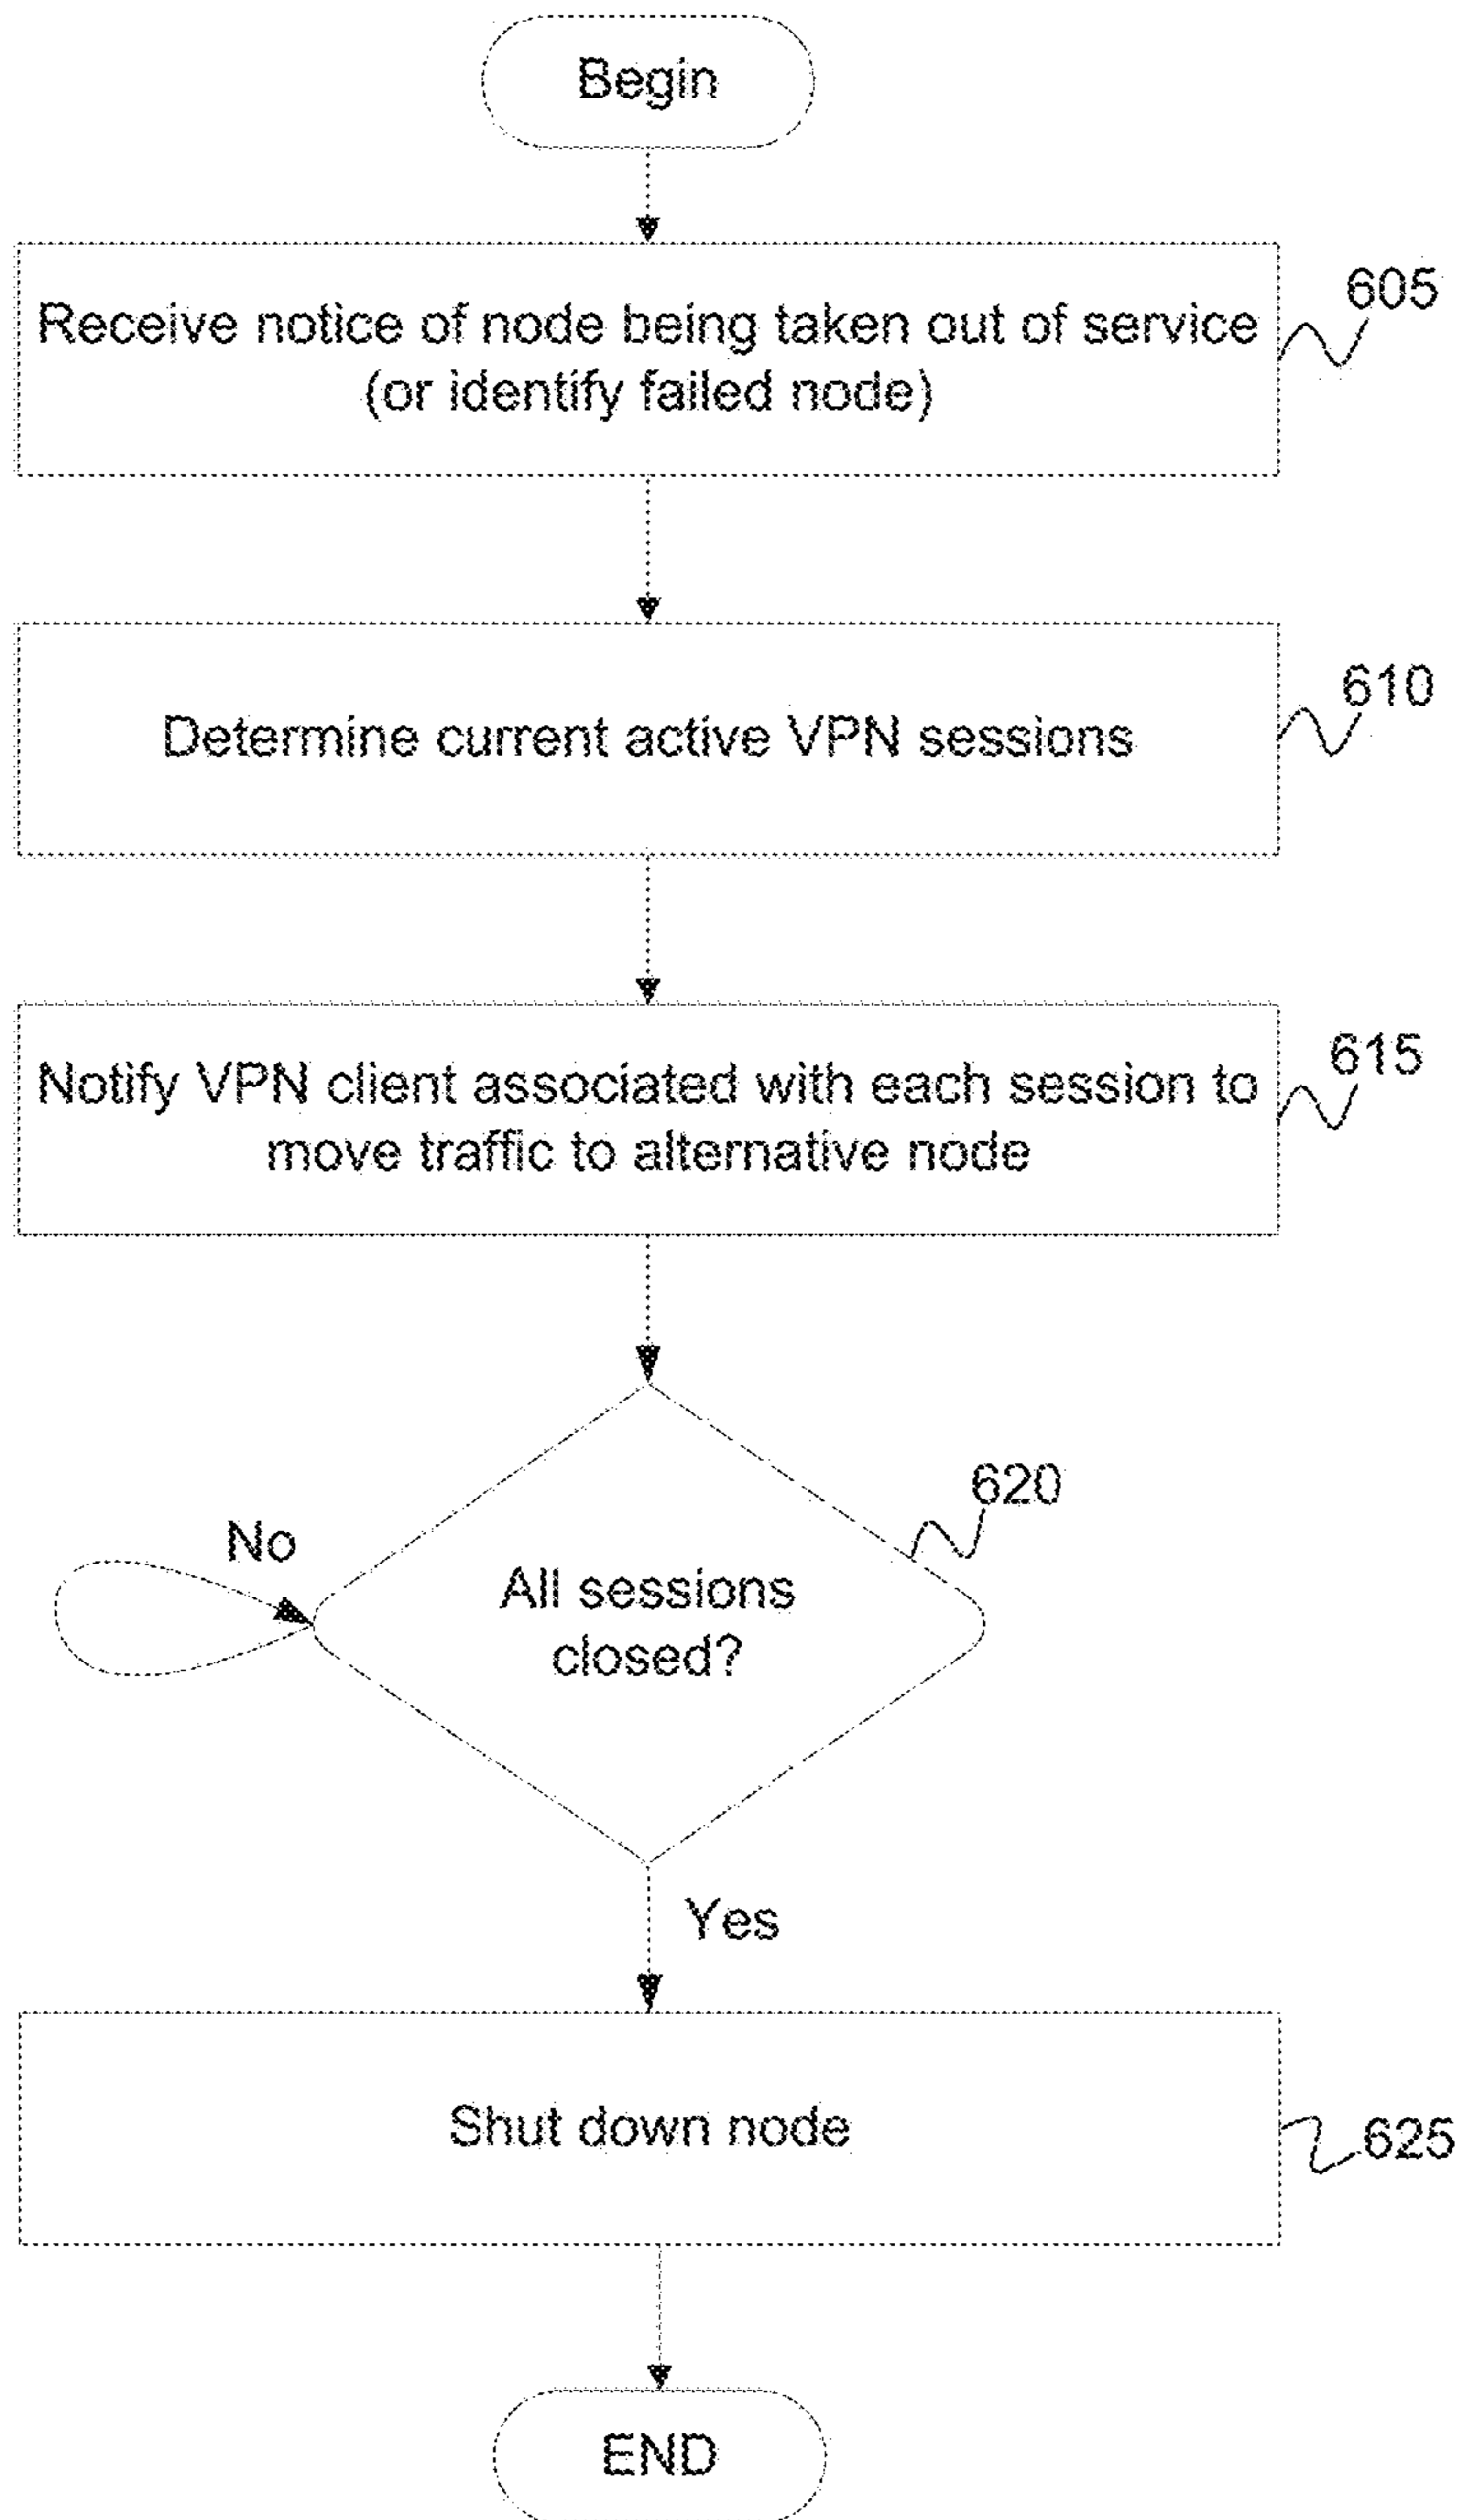 Begin
Receive notice of node being taken out of service
(or identify failed node)
605
Determine current active VPN sessions
610
Notify VPN client associated with each session to
move traffic to alternative node
615
620
No
All sessions
closed?
Yes
Shut down node
625
END